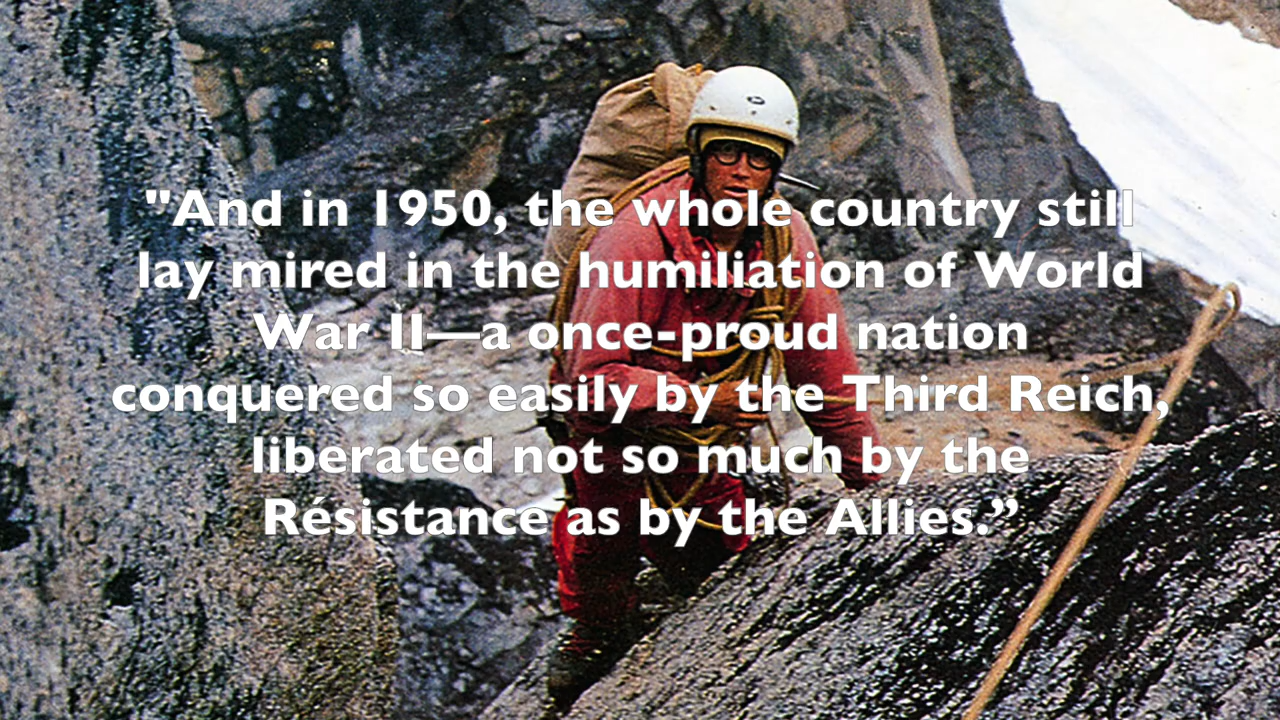 "And in 1950, the whole country still
lay mired in the humiliation of World
War II—a once-proud nation
conquered so easily by the Third Reich,
liberated not so much by the
Résistance as by the Allies.”